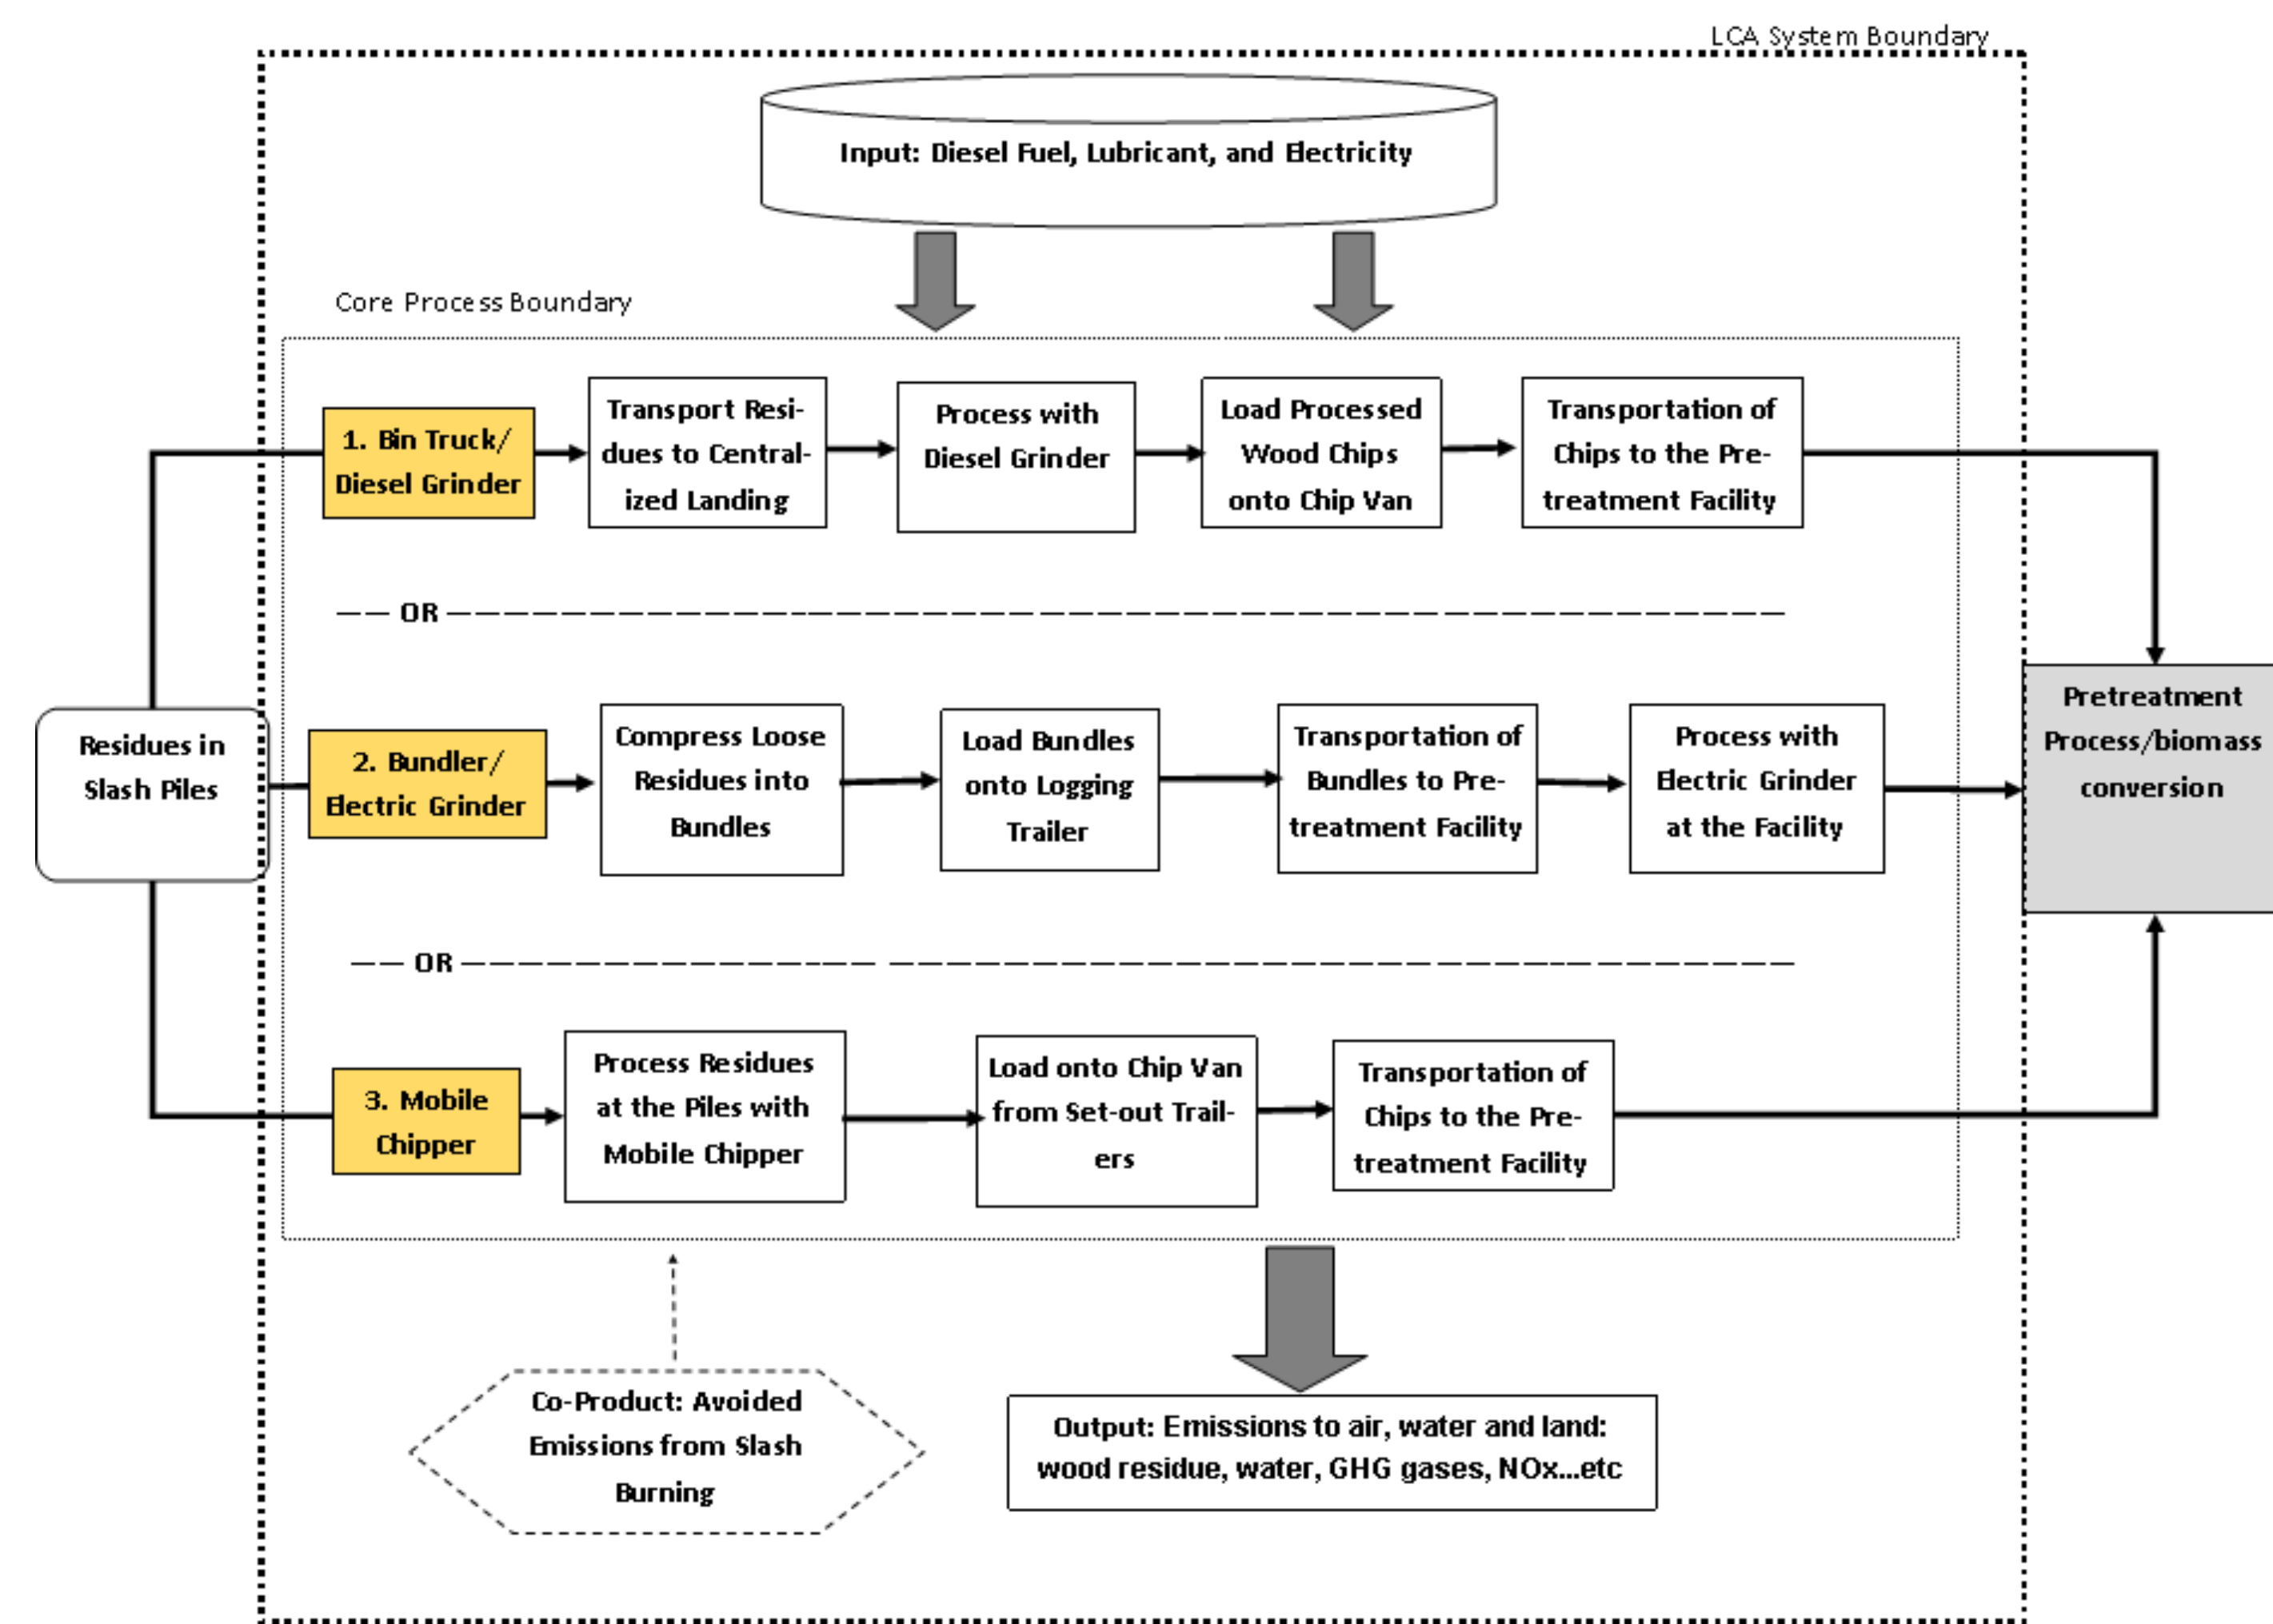 LCA System Boundary
Input: Diesel Fuel, Lubricant, and Electricity
Core Process Boundary
1. Bin Truck/
Diesel Grinder
Transport Resi-
dues to Central-
ized Landing
Process with
Diesel Grinder
Load Processed
Wood Chips
onto Chip Van
Transportation of
Chips to the Pre-
treatment Facility
OR
Residues in
Slash Piles
2. Bundler/
Electric Grinder
Compress Loose
Residues into
Bundles
Load Bundles
onto Logging
Trailer
Transportation of
Bundles to Pre-
treatment Facility
Process with
Electric Grinder
at the Facility
Pretreatment
Process/biomass
conversion
OR
3. Mobile
Chipper
Process Residues
at the Piles with
Mobile Chipper
Load onto Chip Van
from Set-out Trail-
ers
Transportation of
Chips to the Pre-
treatment Facility
Co-Product: Avoided
Emissions from Slash
Burning
Output: Emissions to air, water and land:
wood residue, water, GHG gases, NOx...etc